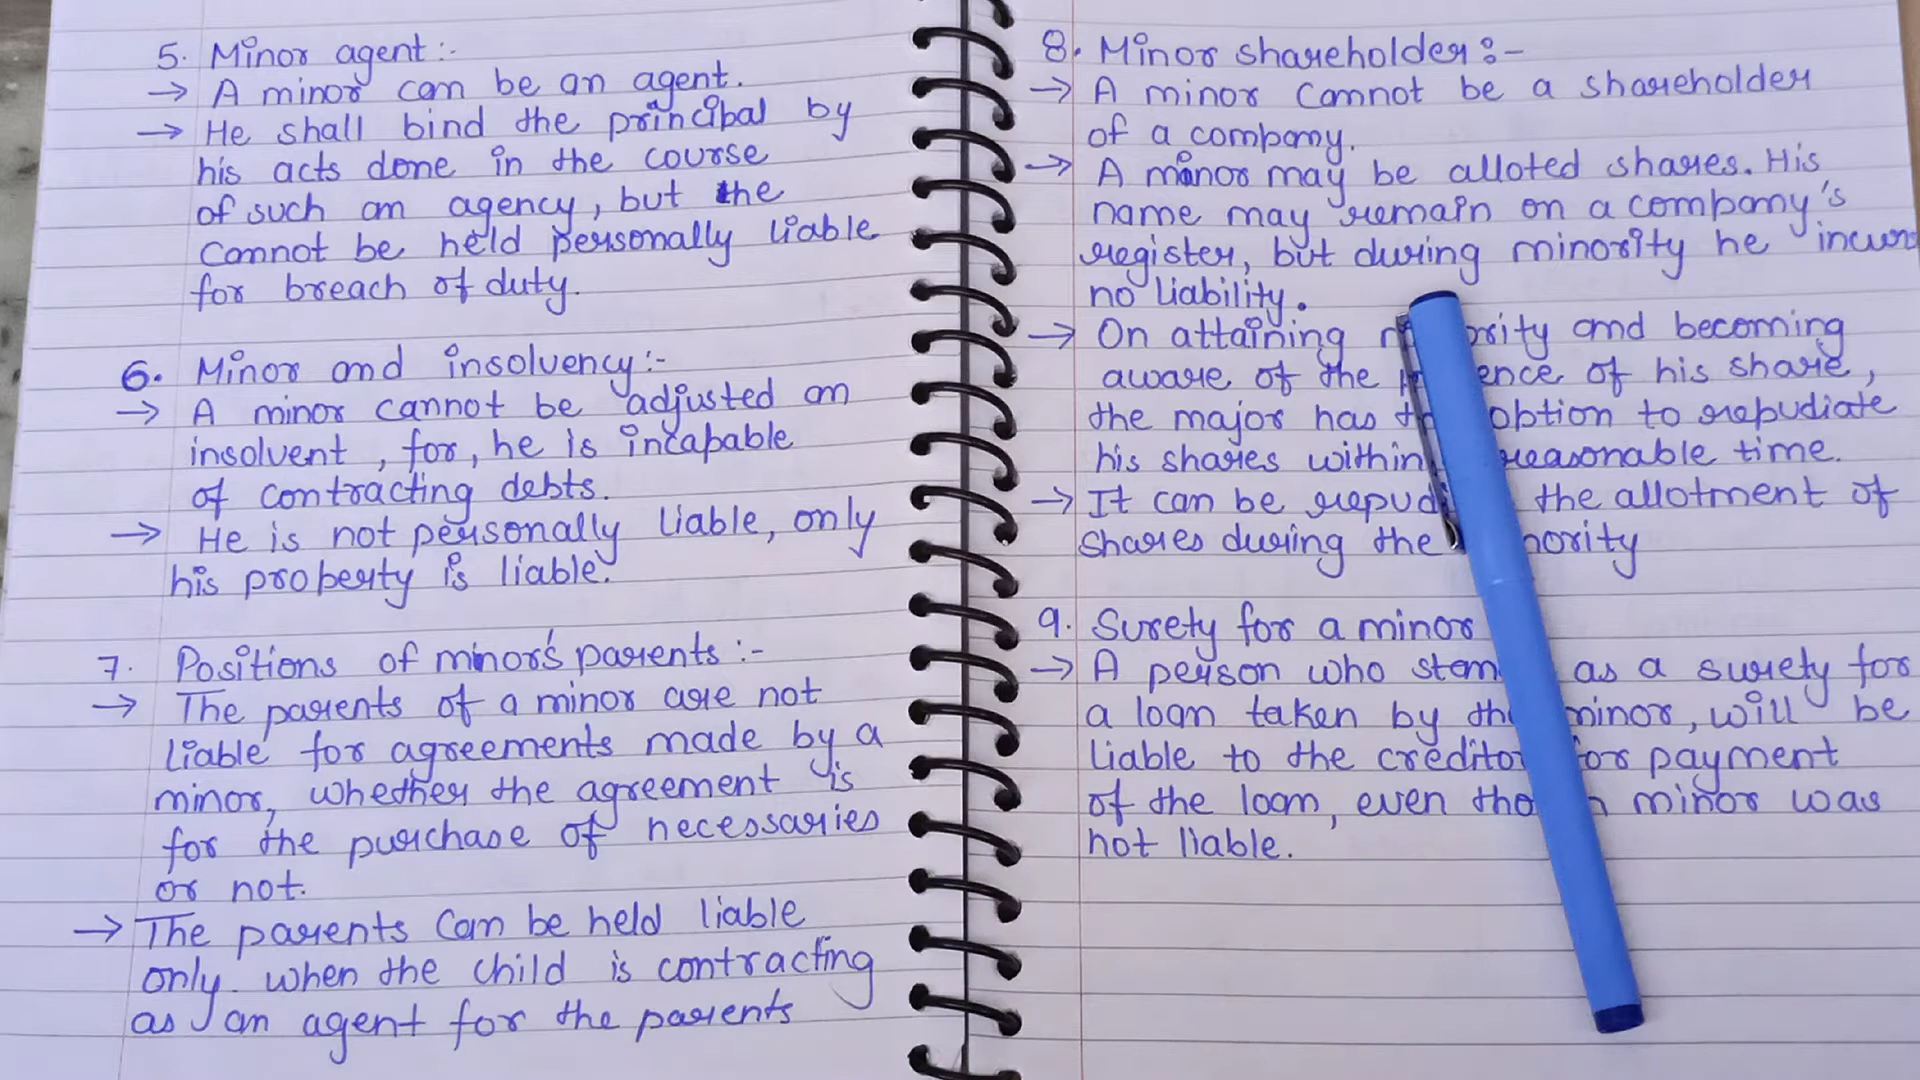 5. Minor agent :-
→ A minor can be an agent.
→ He shall bind the principal by
his acts done in the course
of such an agency, but the
cannot be held personally liable
for breach of duty.
6. Minor and insolvency :-
→ A minor cannot be adjusted an
insolvent, for, he is incapable
of contracting debts.
→ He is not personally liable, only
his property is liable.
7. Positions of minor's parents :-
→ The parents of a minor are not
liable for agreements made by a
minor, whether the agreement is
for the purchase of necessaries
or not.
→ The parents can be held liable
only when the child is contracting
as an agent for the parents
8. Minor shareholder :-
→ A minor cannot be a shareholder
of a company.
→ A minor may be alloted shares. His
name may remain on a company's
register, but during minority he incurs
no liability.
→ On attaining and becoming
aware of the of his share,
the major has option to repudiate
his shares within reasonable time.
→ It can be the allotment of
shares during the
9. Surety for a minor
→ A person who as a surety for
a loan taken by the minor, will be
liable to the creditor for payment
of the loan, even minor was
not liable.